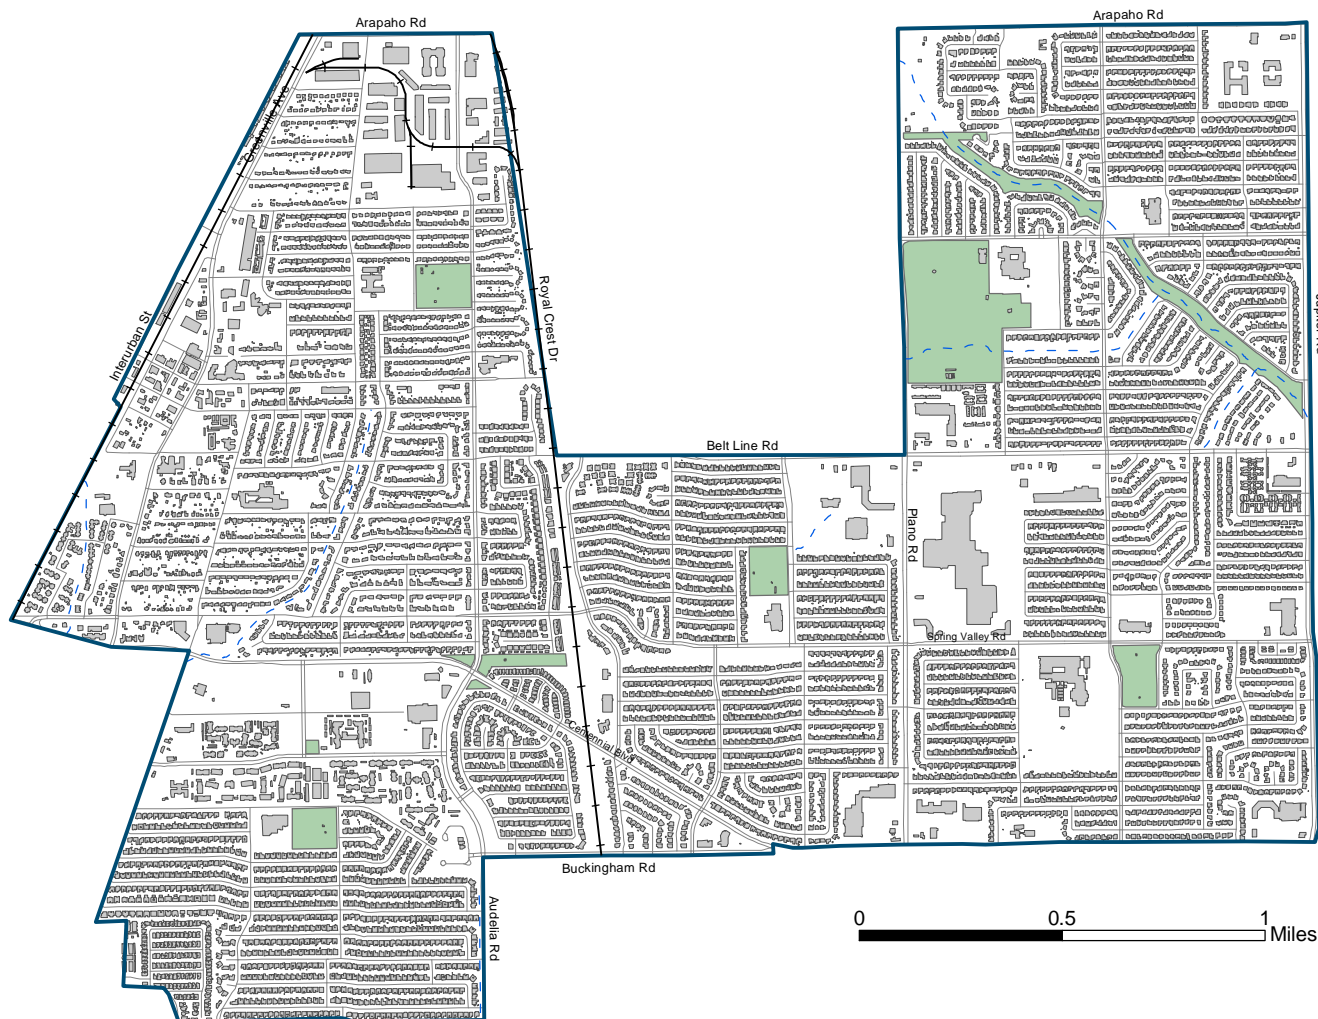 Arapaho Rd
Arapaho Rd
Greenville Ave
Royal Crest Dr
Interurban St
Belt Line Rd
Plano Rd
Spring Valley Rd
Centennial Blvd
Buckingham Rd
Audelia Rd
0 0.5 1
Miles